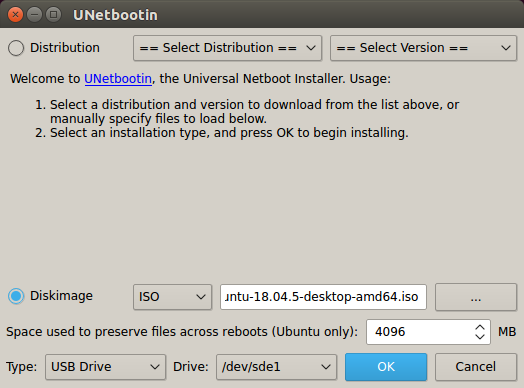 UNetbootin
Distribution == Select Distribution == == Select Version ==
Welcome to UNetbootin, the Universal Netboot Installer. Usage:
1. Select a distribution and version to download from the list above, or
manually specify files to load below.
2. Select an installation type, and press OK to begin installing.
Diskimage ISO untu-18.04.5-desktop-amd64.iso ...
Space used to preserve files across reboots (Ubuntu only): 4096 MB
Type: USB Drive Drive: /dev/sde1 OK Cancel